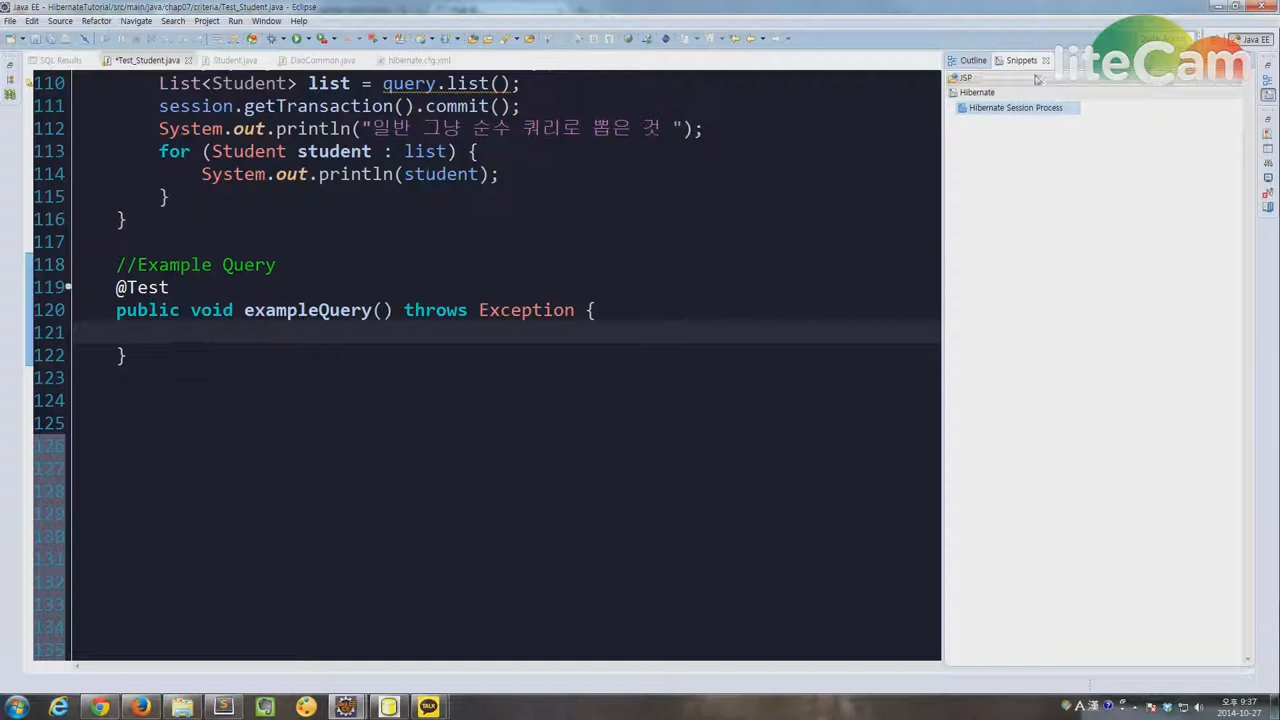 Java EE - HibernateTutorial/src/main/java/chap07/criteria/Test_Student.java - Eclipse
File Edit Source Refactor Navigate Search Project Run Window Help
Java EE
liteCam
SQL Results *Test_Student.java Student.java DaoCommon.java hibernate.cfg.xml
Outline Snippets
JSP
Hibernate
Hibernate Session Process
110 List<Student> list = query.list();
111 session.getTransaction().commit();
112 System.out.println("일반 그냥 순수 쿼리로 뽑은 것 ");
113 for (Student student : list) {
114 System.out.println(student);
115 }
116 }
117
118 //Example Query
119 @Test
120 public void exampleQuery() throws Exception {
121
122 }
123
124
125
126
127
128
129
130
131
132
133
134
135
TALK
A 漢
오후 9:37
2014-10-27